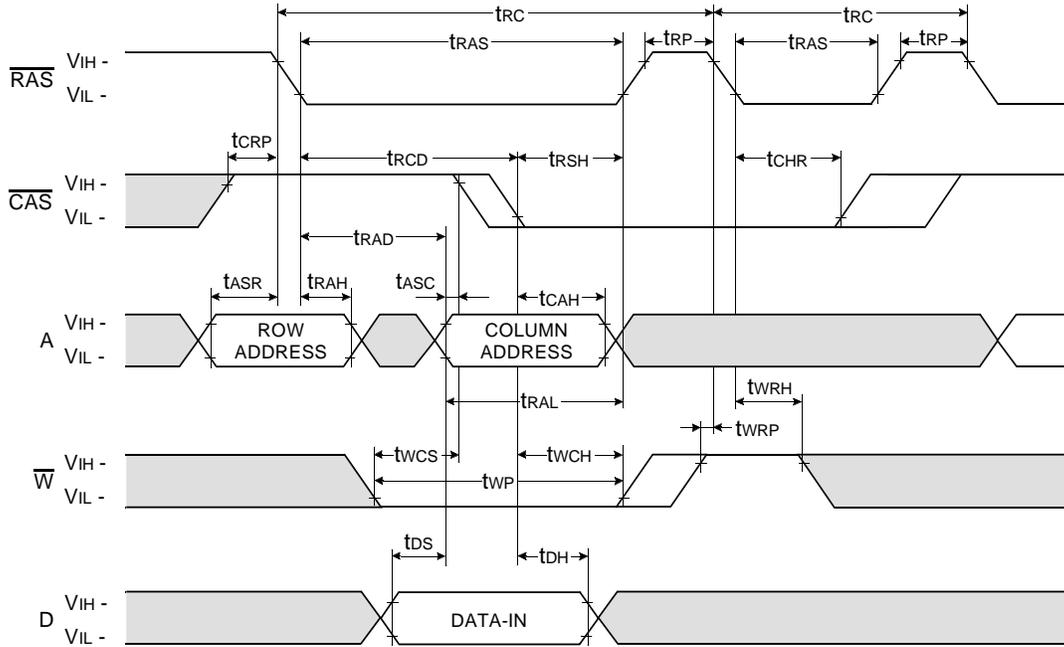 tRC tRC
tRAS tRP tRAS tRP
RAS VIH -
VIL -
tCRP tRCD tRSH tCHR
CAS VIH -
VIL -
tRAD
tASR tRAH tASC tCAH
A VIH -
VIL -
ROW
ADDRESS
COLUMN
ADDRESS
tRAL tWRH
tWRP
W VIH -
VIL -
tWCS tWCH
tWP
tDS tDH
D VIH -
VIL -
DATA-IN